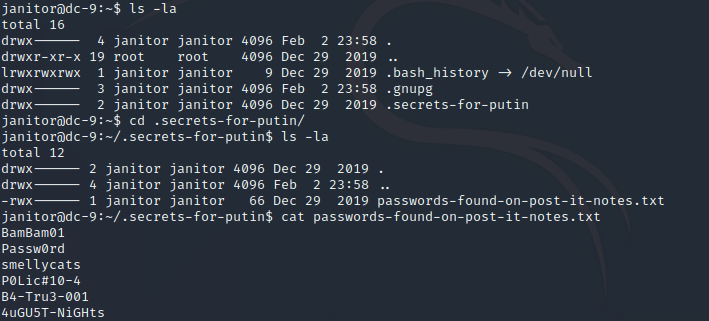 janitor@dc-9:~$ ls -la
total 16
drwx------  4 janitor janitor 4096 Feb  2 23:58 .
drwxr-xr-x 19 root    root    4096 Dec 29  2019 ..
lrwxrwxrwx  1 janitor janitor    9 Dec 29  2019 .bash_history → /dev/null
drwx------  3 janitor janitor 4096 Feb  2 23:58 .gnupg
drwx------  2 janitor janitor 4096 Dec 29  2019 .secrets-for-putin
janitor@dc-9:~$ cd .secrets-for-putin/
janitor@dc-9:~/.secrets-for-putin$ ls -la
total 12
drwx------ 2 janitor janitor 4096 Dec 29  2019 .
drwx------ 4 janitor janitor 4096 Feb  2 23:58 ..
-rwx------ 1 janitor janitor   66 Dec 29  2019 passwords-found-on-post-it-notes.txt
janitor@dc-9:~/.secrets-for-putin$ cat passwords-found-on-post-it-notes.txt
BamBam01
Passw0rd
smellycats
P0Lic#10-4
B4-Tru3-001
4uGU5T-NiGHts